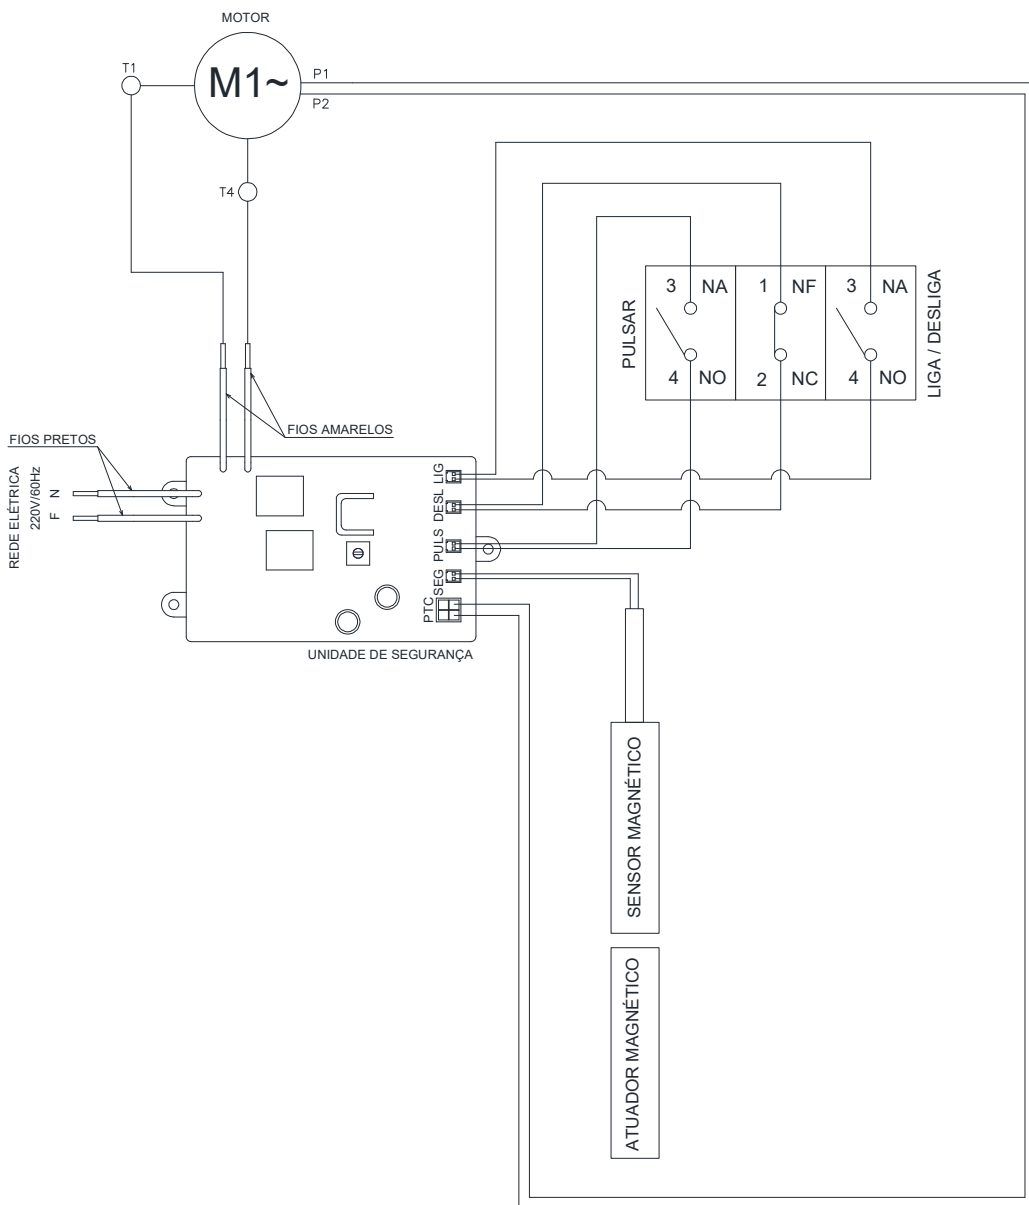 MOTOR
T1
M1~
P1
P2
T4
3 NA
1 NF
3 NA
PULSAR
4 NO
2 NC
4 NO
LIGA / DESLIGA
FIOS AMARELOS
FIOS PRETOS
REDE ELÉTRICA
220V/60Hz
N
F
LIG
DESL
PULS
SEG
PTC
UNIDADE DE SEGURANÇA
SENSOR MAGNÉTICO
ATUADOR MAGNÉTICO